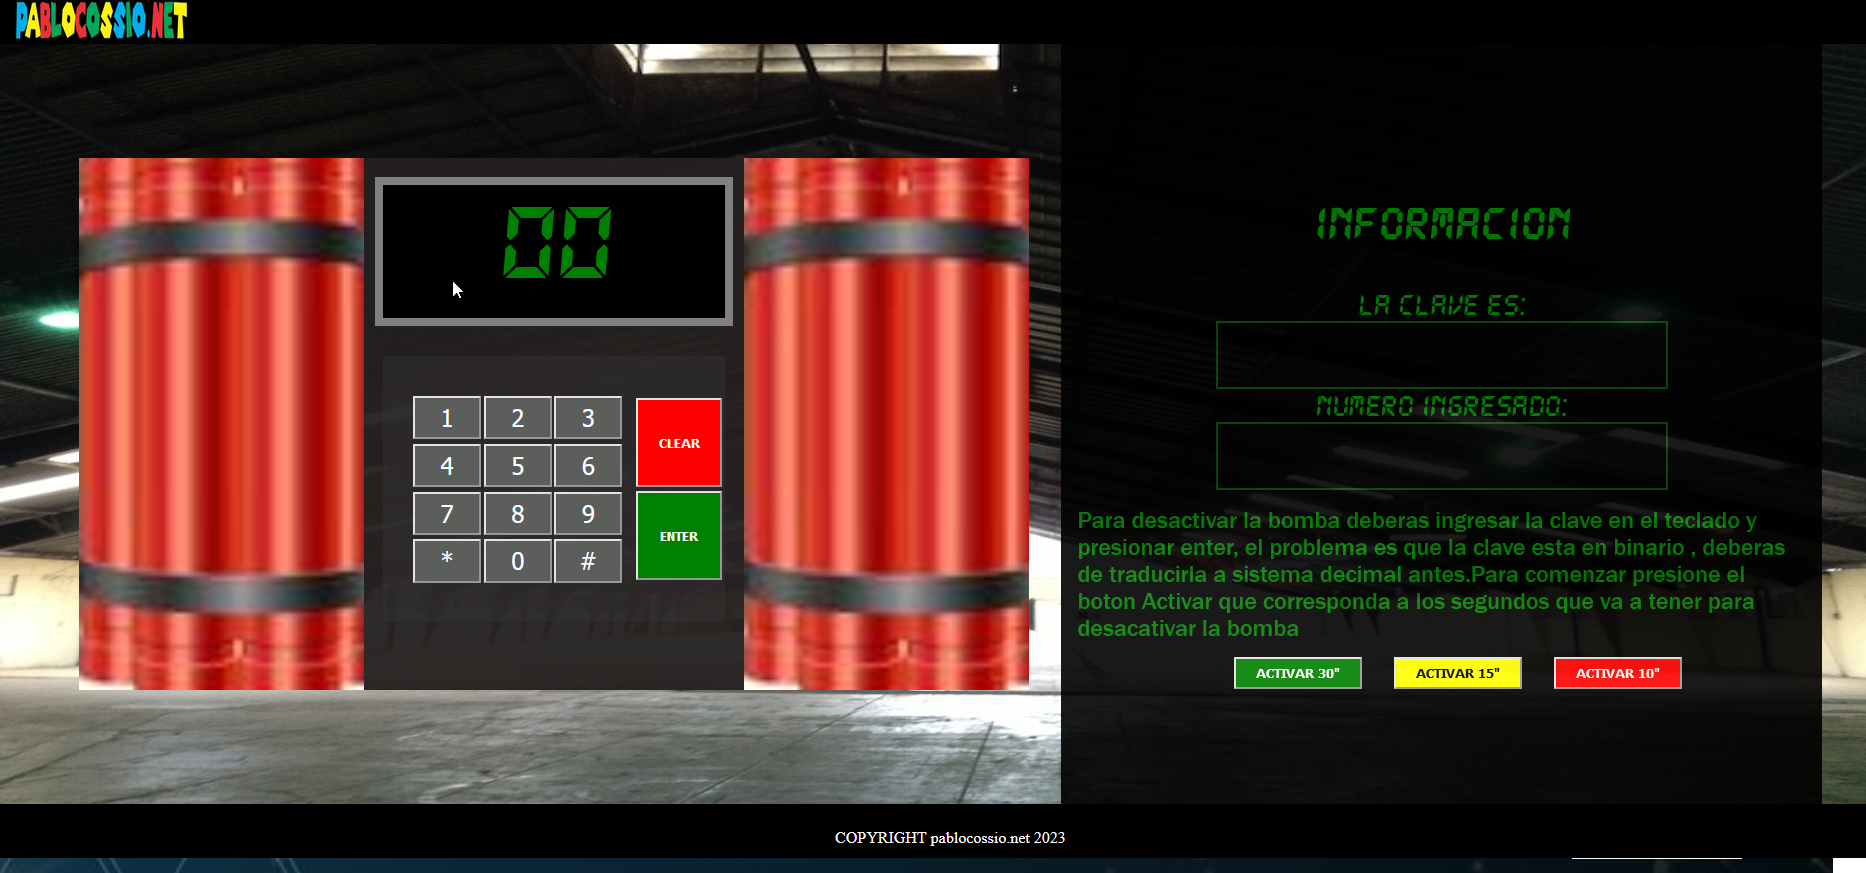 PABLOCOSSIO.NET
00
1 2 3
4 5 6
7 8 9
* 0 #
CLEAR
ENTER
INFORMACION
LA CLAVE ES:
NUMERO INGRESADO:
Para desactivar la bomba deberas ingresar la clave en el teclado y
presionar enter, el problema es que la clave esta en binario , deberas
de traducirla a sistema decimal antes.Para comenzar presione el
boton Activar que corresponda a los segundos que va a tener para
desacativar la bomba
ACTIVAR 30" ACTIVAR 15" ACTIVAR 10"
COPYRIGHT pablocossio.net 2023